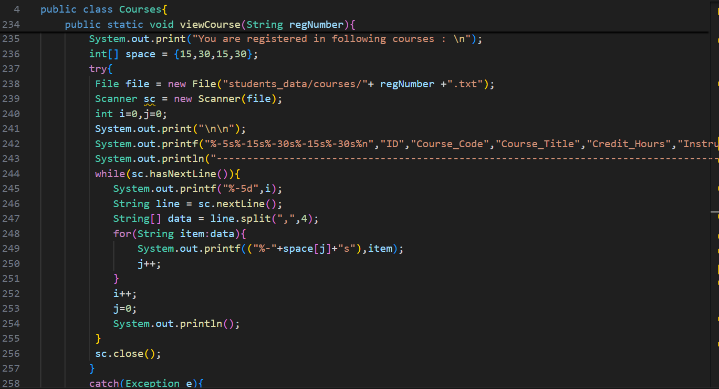 4 public class Courses{
234 public static void viewCourse(String regNumber){
235 System.out.print("You are registered in following courses : \n");
236 int[] space = {15,30,15,30};
237 try{
238 File file = new File("students_data/courses/"+ regNumber +".txt");
239 Scanner sc = new Scanner(file);
240 int i=0,j=0;
241 System.out.print("\n\n");
242 System.out.printf("%-5s%-15s%-30s%-15s%-30s%n","ID","Course_Code","Course_Title","Credit_Hours","Instru
243 System.out.println("--------------------------------------------------------------------------------
244 while(sc.hasNextLine()){
245 System.out.printf("%-5d",i);
246 String line = sc.nextLine();
247 String[] data = line.split(",",4);
248 for(String item:data){
249 System.out.printf(("%-"+space[j]+"s"),item);
250 j++;
251 }
252 i++;
253 j=0;
254 System.out.println();
255 }
256 sc.close();
257 }
258 catch(Exception e){